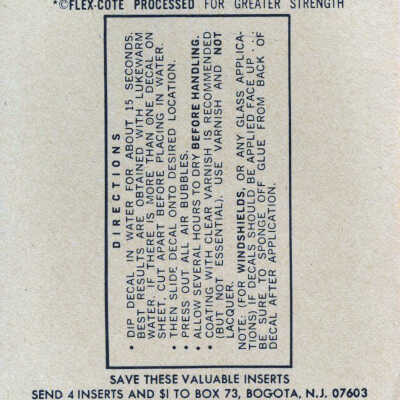 *©FLEX-COTE PROCESSED FOR GREATER STRENGTH
DIRECTIONS
• DIP DECAL IN WATER FOR ABOUT 15 SECONDS.
BEST RESULTS ARE OBTAINED WITH LUKEWARM
WATER. IF THERE IS MORE THAN ONE DECAL ON
SHEET, CUT APART BEFORE PLACING IN WATER.
• THEN SLIDE DECAL ONTO DESIRED LOCATION.
• PRESS OUT ALL AIR BUBBLES.
• ALLOW SEVERAL HOURS TO DRY BEFORE HANDLING.
• COATING WITH CLEAR VARNISH IS RECOMMENDED
(BUT NOT ESSENTIAL). USE VARNISH AND NOT
LACQUER.
NOTE: (FOR WINDSHIELDS, OR ANY GLASS APPLICA-
TIONS) IF DECALS SHOULD BE APPLIED FACE UP . . .
BE SURE TO SPONGE OFF GLUE FROM BACK OF
DECAL AFTER APPLICATION.
SAVE THESE VALUABLE INSERTS
SEND 4 INSERTS AND $1 TO BOX 73, BOGOTA, N.J. 07603